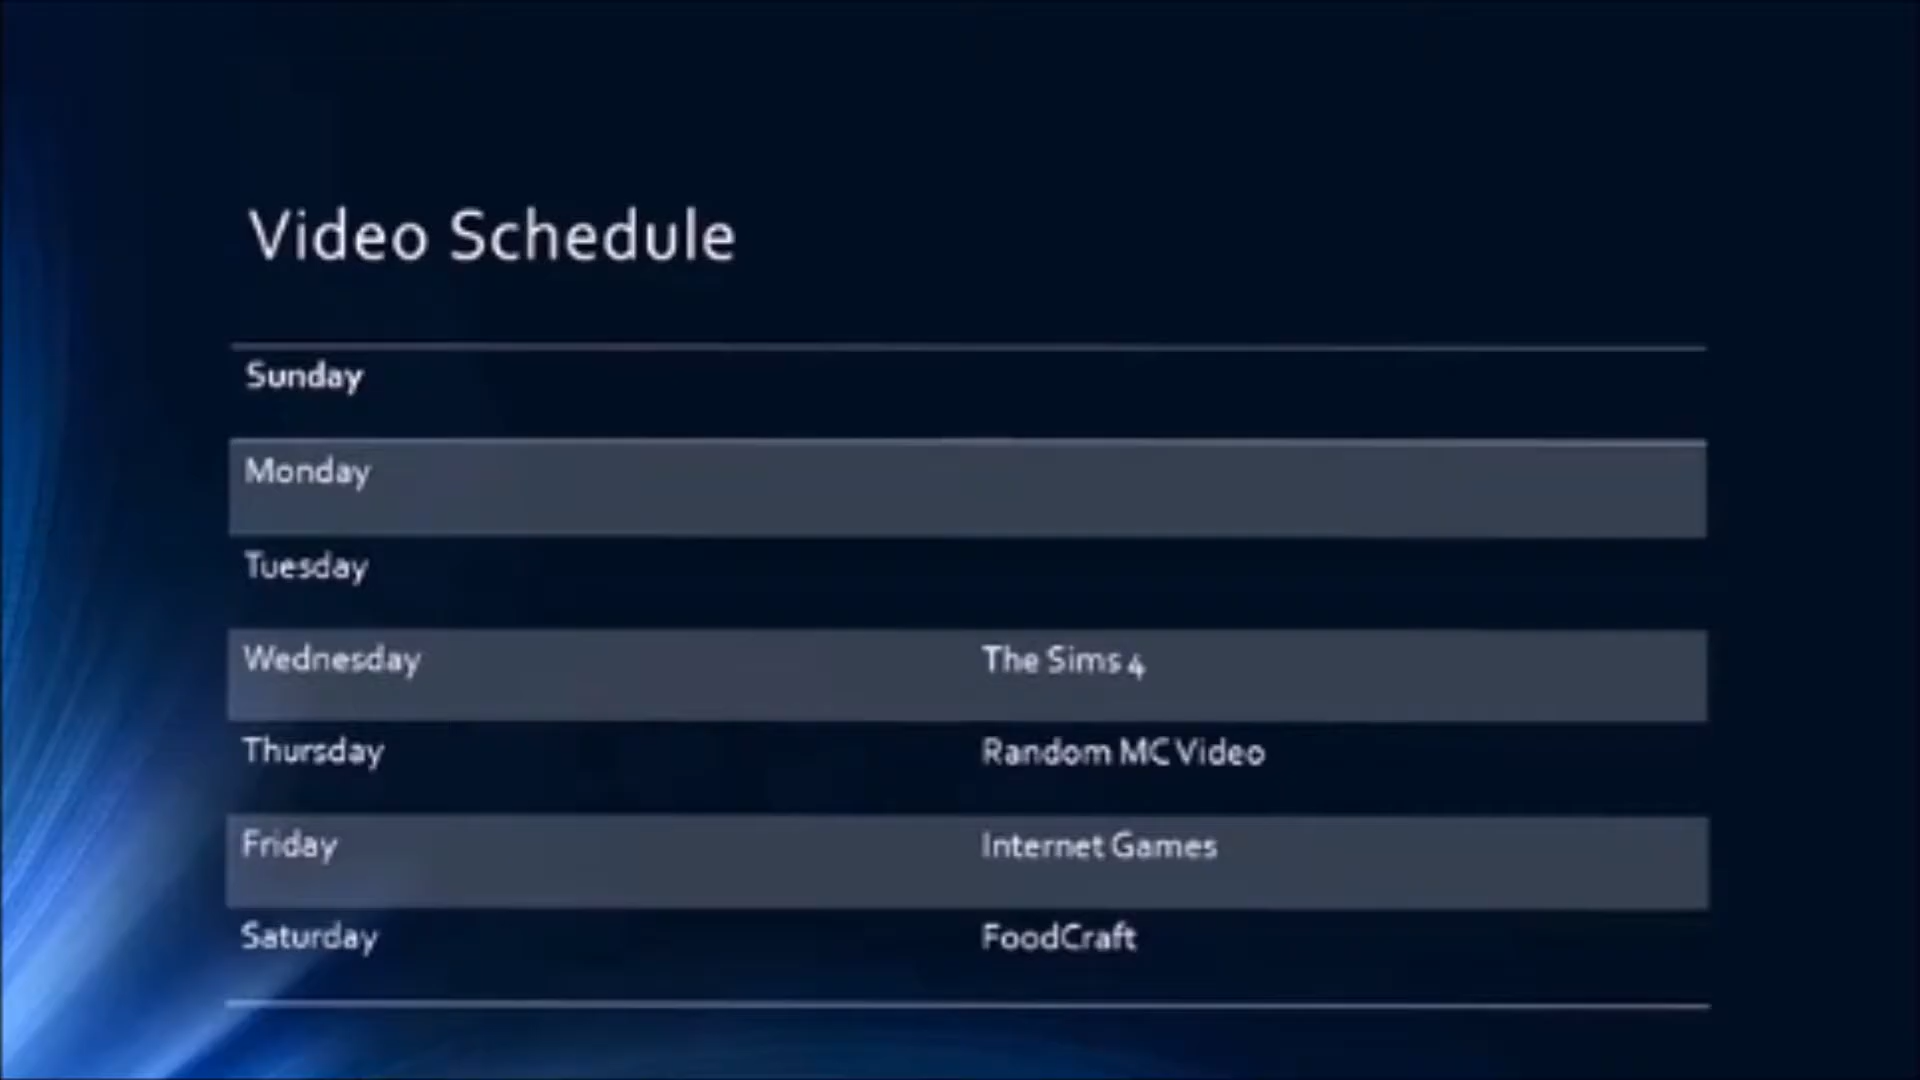 Video Schedule
Sunday
Monday
Tuesday
Wednesday The Sims 4
Thursday Random MC Video
Friday Internet Games
Saturday FoodCraft